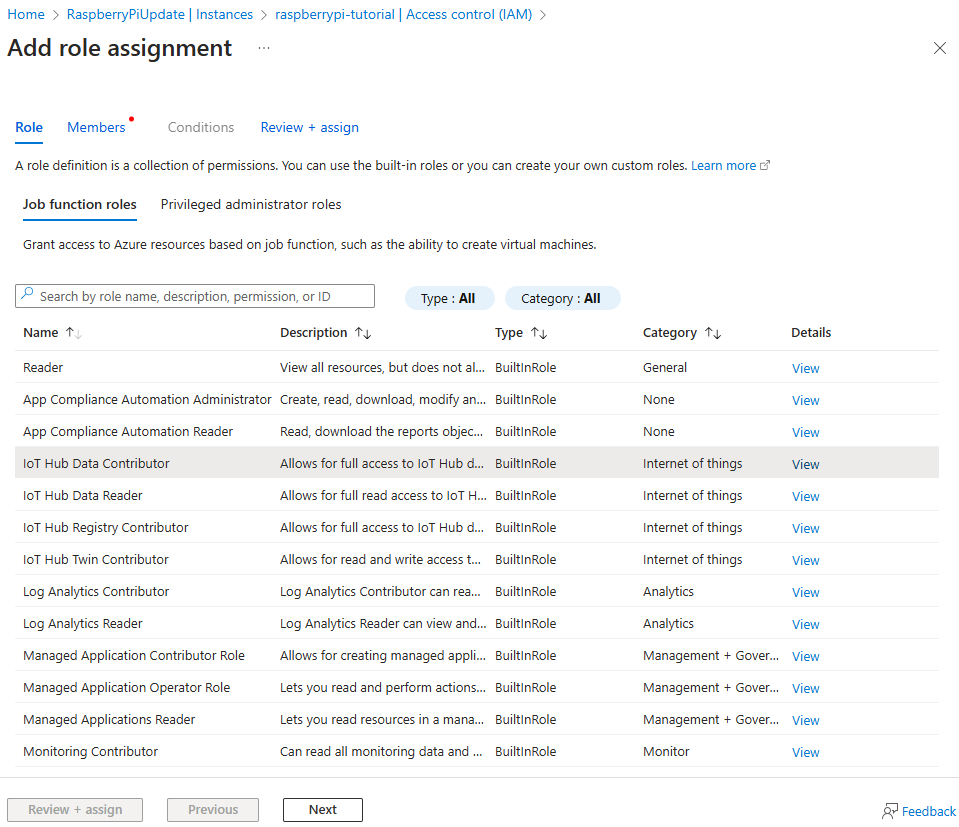 Home > RaspberryPiUpdate | Instances > raspberrypi-tutorial | Access control (IAM) >
Add role assignment ...
Role Members Conditions Review + assign
A role definition is a collection of permissions. You can use the built-in roles or you can create your own custom roles. Learn more
Job function roles Privileged administrator roles
Grant access to Azure resources based on job function, such as the ability to create virtual machines.
Search by role name, description, permission, or ID Type : All Category : All
Name ↑↓ Description ↑↓ Type ↑↓ Category ↑↓ Details
Reader View all resources, but does not al... BuiltInRole General View
App Compliance Automation Administrator Create, read, download, modify an... BuiltInRole None View
App Compliance Automation Reader Read, download the reports objec... BuiltInRole None View
IoT Hub Data Contributor Allows for full access to IoT Hub d... BuiltInRole Internet of things View
IoT Hub Data Reader Allows for full read access to IoT H... BuiltInRole Internet of things View
IoT Hub Registry Contributor Allows for full access to IoT Hub d... BuiltInRole Internet of things View
IoT Hub Twin Contributor Allows for read and write access t... BuiltInRole Internet of things View
Log Analytics Contributor Log Analytics Contributor can rea... BuiltInRole Analytics View
Log Analytics Reader Log Analytics Reader can view and... BuiltInRole Analytics View
Managed Application Contributor Role Allows for creating managed appli... BuiltInRole Management + Gover... View
Managed Application Operator Role Lets you read and perform actions... BuiltInRole Management + Gover... View
Managed Applications Reader Lets you read resources in a mana... BuiltInRole Management + Gover... View
Monitoring Contributor Can read all monitoring data and ... BuiltInRole Monitor View
Review + assign Previous Next Feedback